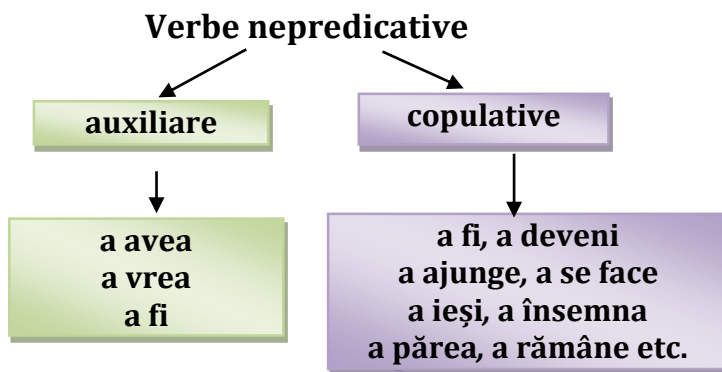 Verbe nepredicative
auxiliare
copulative
a avea
a vrea
a fi
a fi, a deveni
a ajunge, a se face
a ieși, a însemna
a părea, a rămâne etc.